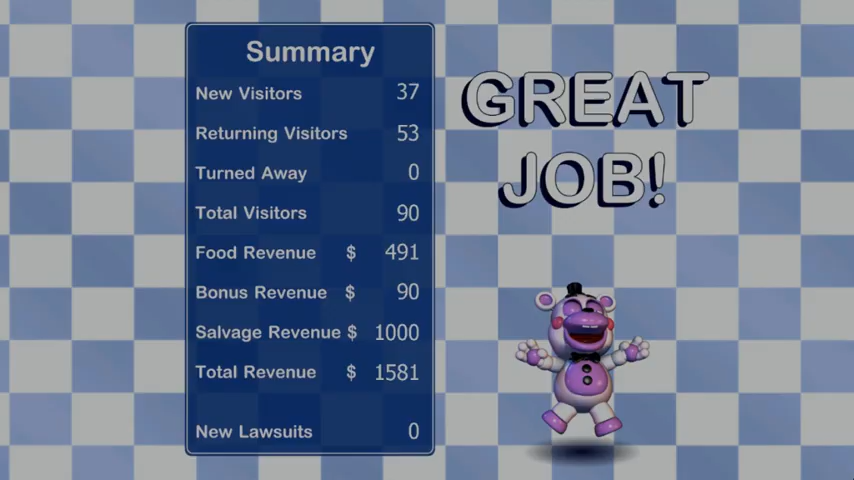 Summary
New Visitors 37
Returning Visitors 53
Turned Away 0
Total Visitors 90
Food Revenue $ 491
Bonus Revenue $ 90
Salvage Revenue $ 1000
Total Revenue $ 1581
New Lawsuits 0
GREAT
JOB!